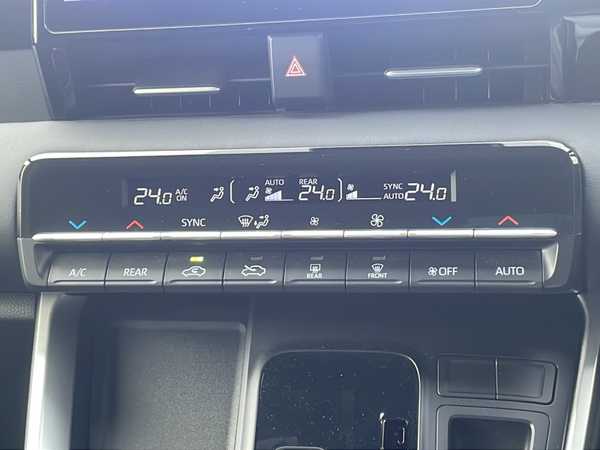 AUTO REAR SYNC
24.0 A/C ON 24.0 AUTO 24.0
SYNC
A/C REAR REAR FRONT OFF AUTO